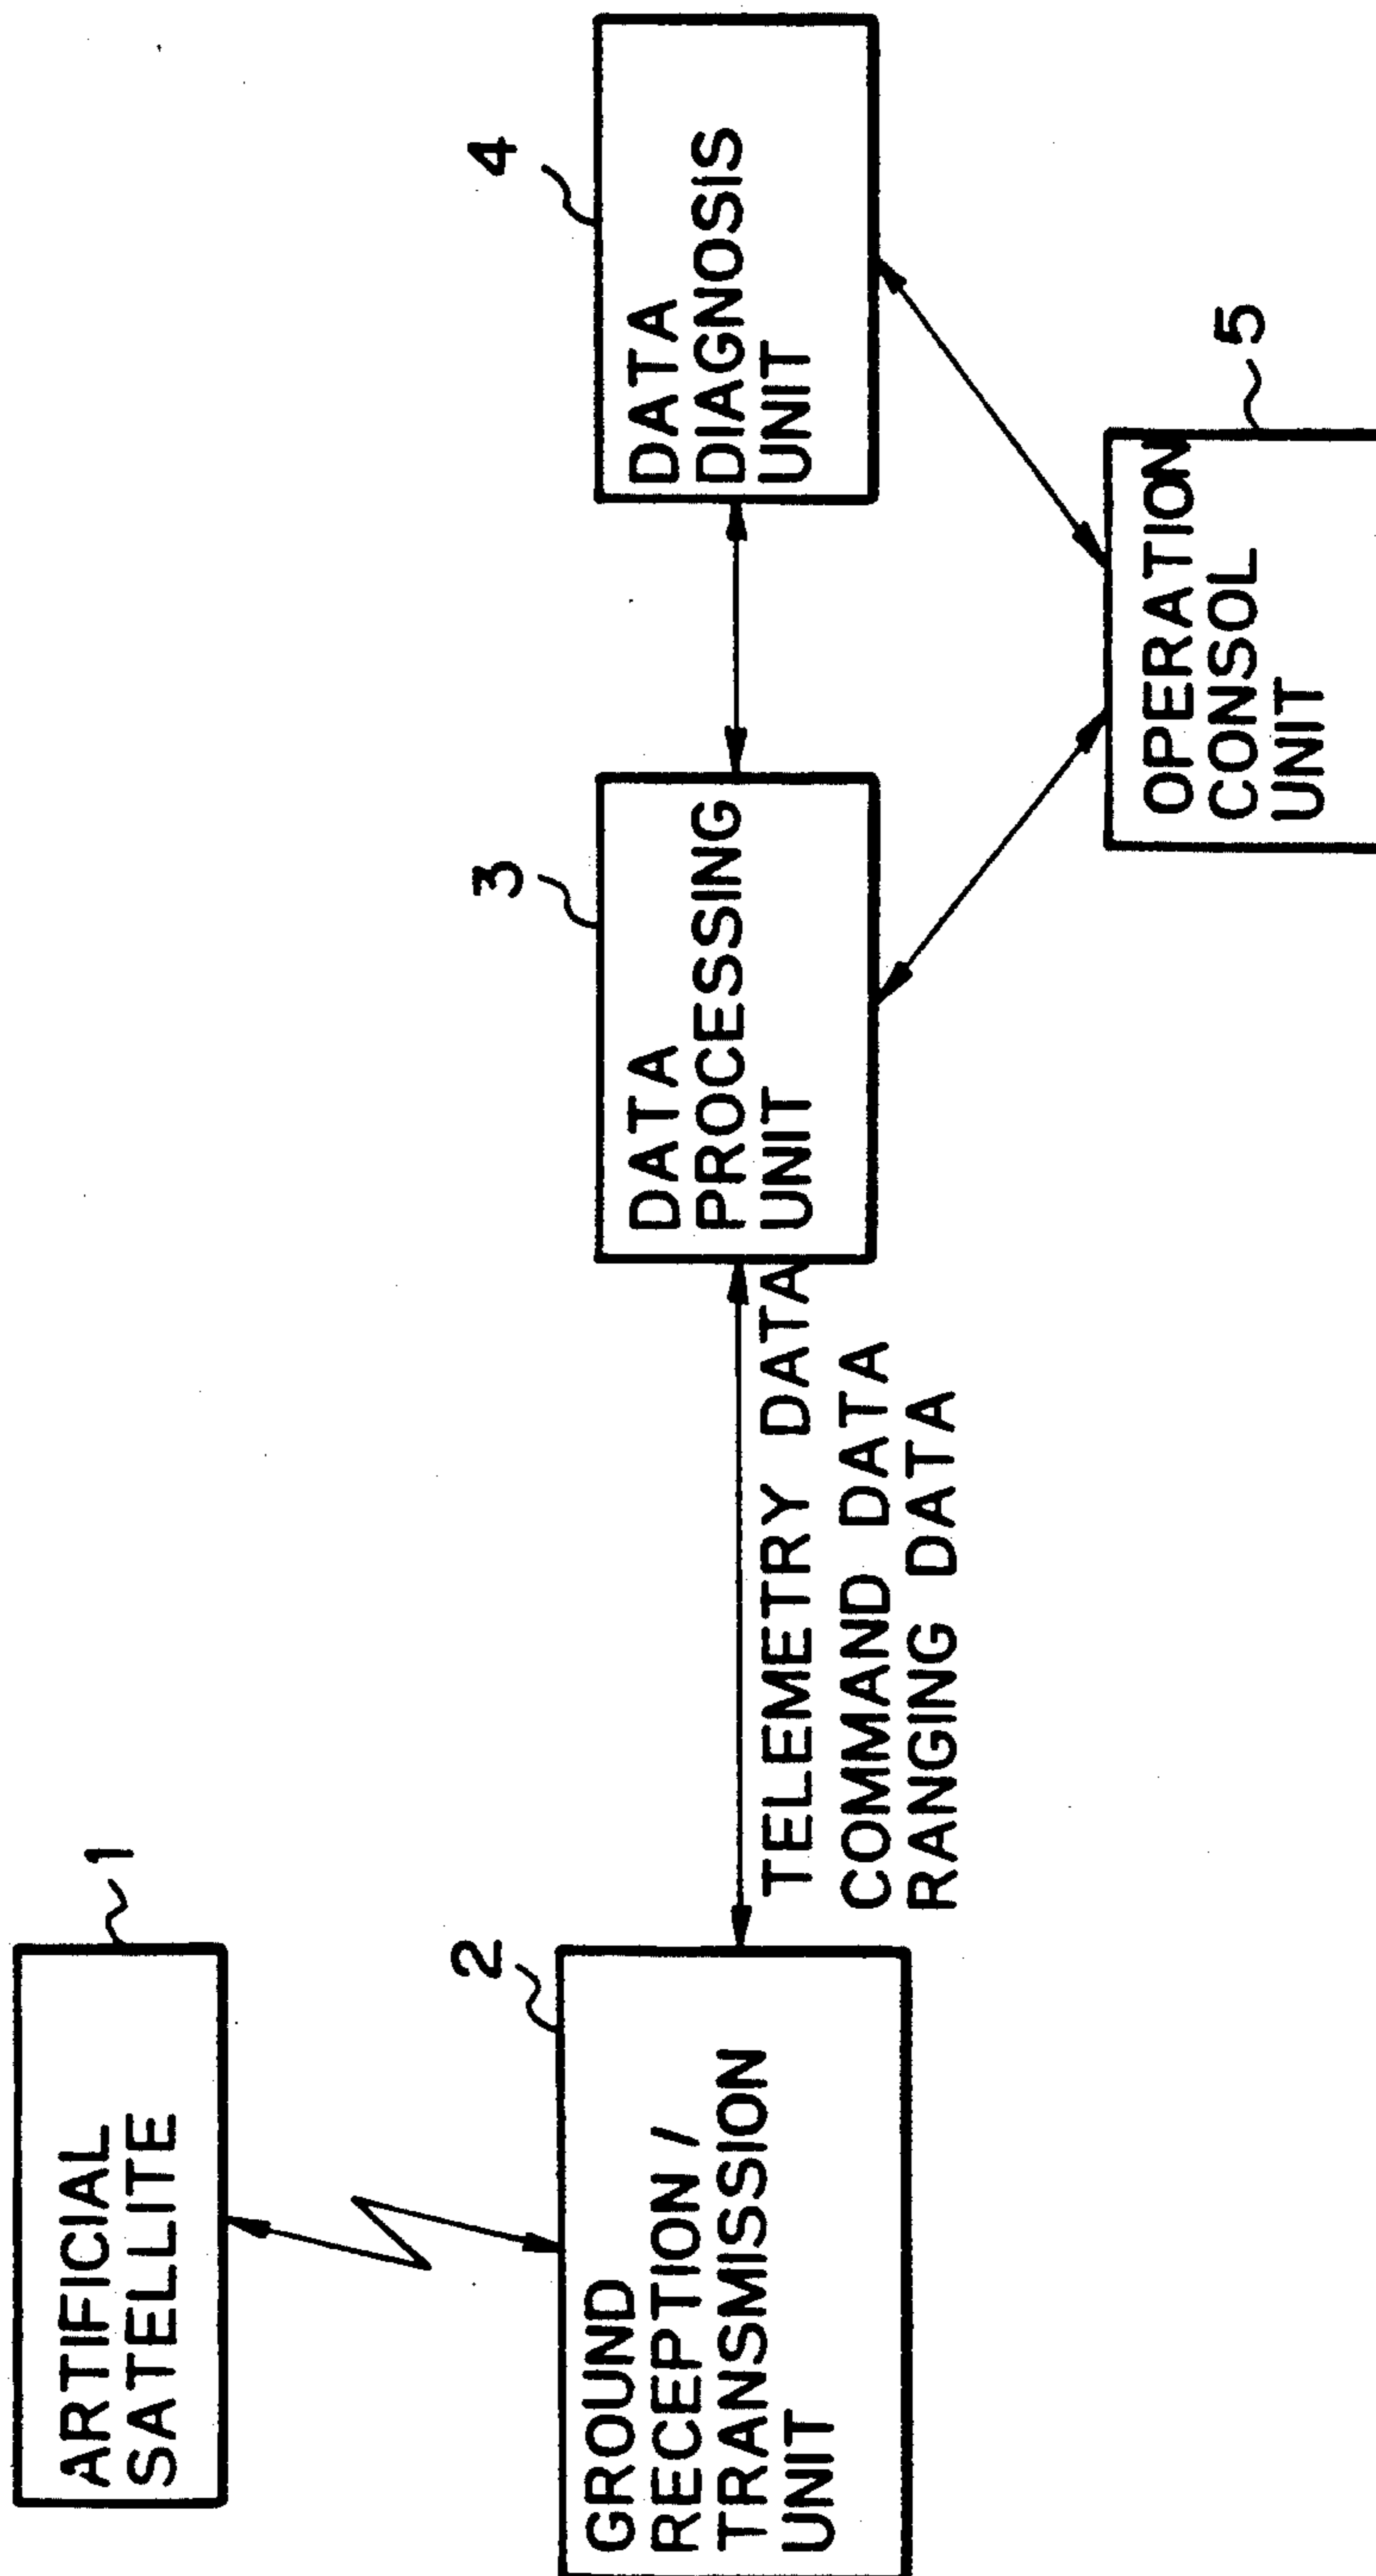 ARTIFICIAL
SATELLITE
1
GROUND
RECEPTION /
TRANSMISSION
UNIT
2
TELEMETRY DATA
COMMAND DATA
RANGING DATA
DATA
PROCESSING
UNIT
3
DATA
DIAGNOSIS
UNIT
4
OPERATION
CONSOL
UNIT
5